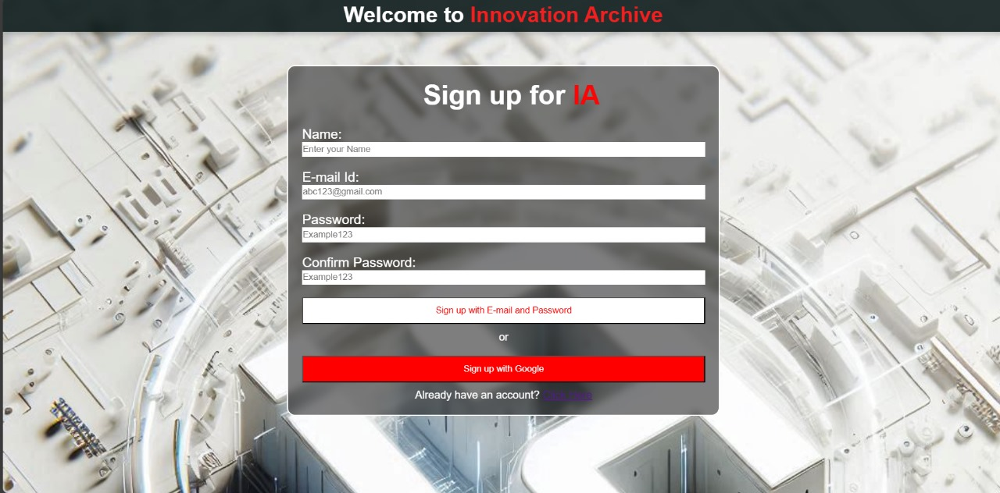 Welcome to Innovation Archive
Sign up for IA
Name:
Enter your Name
E-mail Id:
abc123@gmail.com
Password:
Example123
Confirm Password:
Example123
Sign up with E-mail and Password
or
Sign up with Google
Already have an account? Click Here